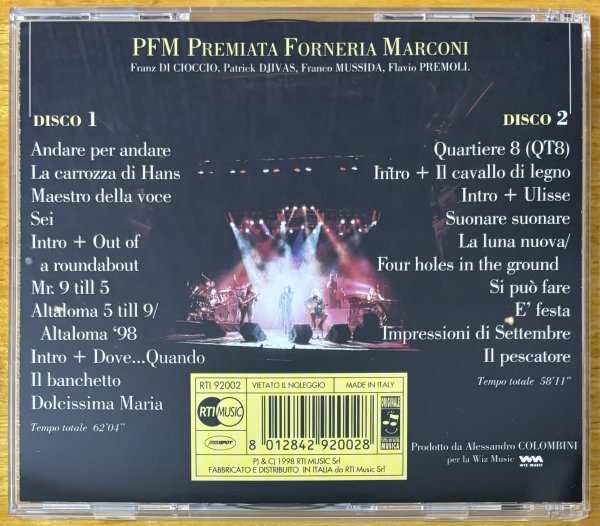 PFM PREMIATA FORNERIA MARCONI
Franz DI CIOCCIO, Patrick DJIVAS, Franco MUSSIDA, Flavio PREMOLI.
DISCO 1
Andare per andare
La carrozza di Hans
Maestro della voce
Sei
Intro + Out of
a roundabout
Mr. 9 till 5
Altaloma 5 till 9/
Altaloma '98
Intro + Dove...Quando
Il banchetto
Dolcissima Maria
Tempo totale 62'04"
DISCO 2
Quartiere 8 (QT8)
Intro + Il cavallo di legno
Intro + Ulisse
Suonare suonare
La luna nuova/
Four holes in the ground
Si può fare
E' festa
Impressioni di Settembre
Il pescatore
Tempo totale 58'11"
RTI 92002
VIETATO IL NOLEGGIO
MADE IN ITALY
RTI MUSIC
ORIGINALE
MUSICA
8 012842 920028
P) & C) 1998 RTI MUSIC Srl
FABBRICATO E DISTRIBUITO IN ITALIA da RTI Music Srl
Prodotto da Alessandro COLOMBINI
per la Wiz Music
WIZ MUSIC